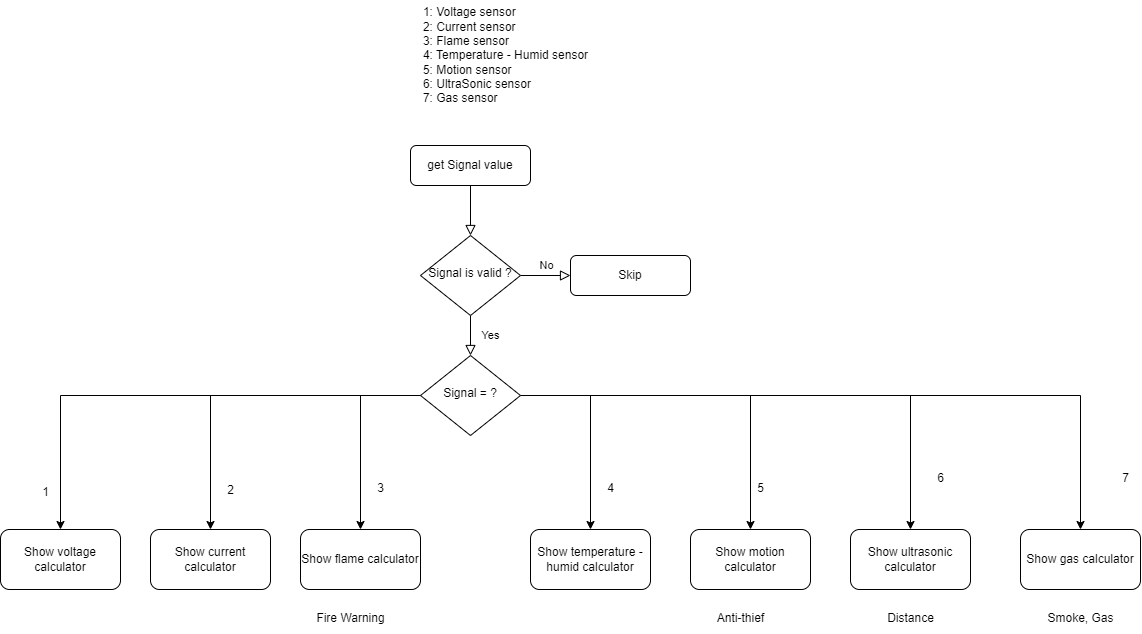 1: Voltage sensor
2: Current sensor
3: Flame sensor
4: Temperature - Humid sensor
5: Motion sensor
6: UltraSonic sensor
7: Gas sensor
get Signal value
Signal is valid ?
No
Skip
Yes
Signal = ?
1
2
3
4
5
6
7
Show voltage
calculator
Show current
calculator
Show flame calculator
Show temperature -
humid calculator
Show motion
calculator
Show ultrasonic
calculator
Show gas calculator
Fire Warning
Anti-thief
Distance
Smoke, Gas